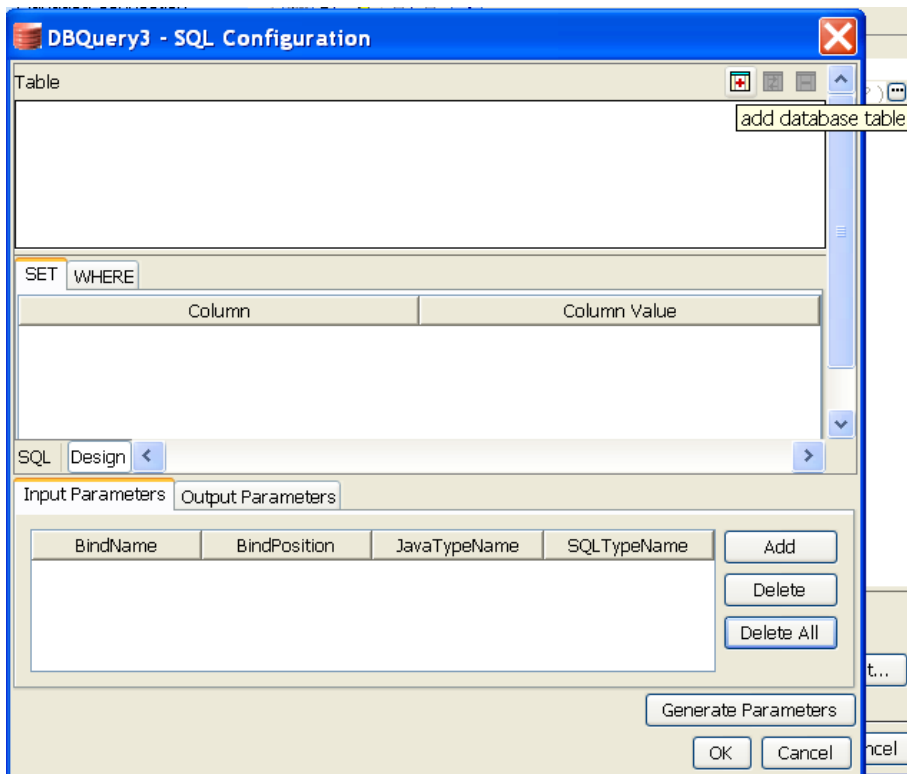 DBQuery3 - SQL Configuration
Table
add database table
SET WHERE
Column Column Value
SQL Design
Input Parameters Output Parameters
BindName BindPosition JavaTypeName SQLTypeName Add
Delete
Delete All
t...
Generate Parameters
OK Cancel ncel